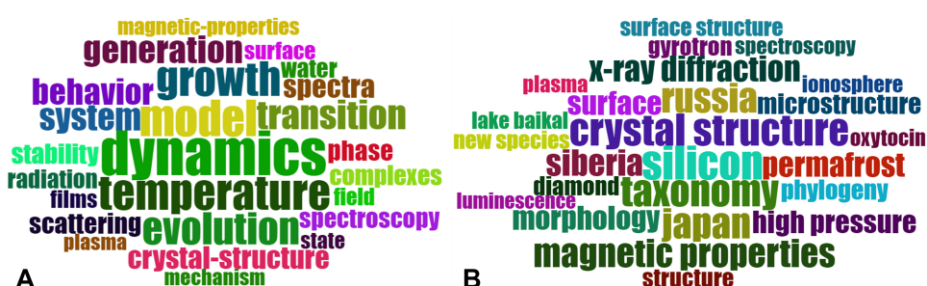 magnetic-properties
generation surface
growth water
behavior spectra
system model transition
stability dynamics phase
radiation temperature complexes
films field
scattering evolution spectroscopy
plasma state
crystal-structure
mechanism
A
surface structure
gyrotron spectroscopy
x-ray diffraction
plasma ionosphere
surface russia microstructure
lake baikal crystal structure oxytocin
new species
siberia silicon permafrost
diamond taxonomy phylogeny
luminescence
morphology japan high pressure
magnetic properties
structure
B